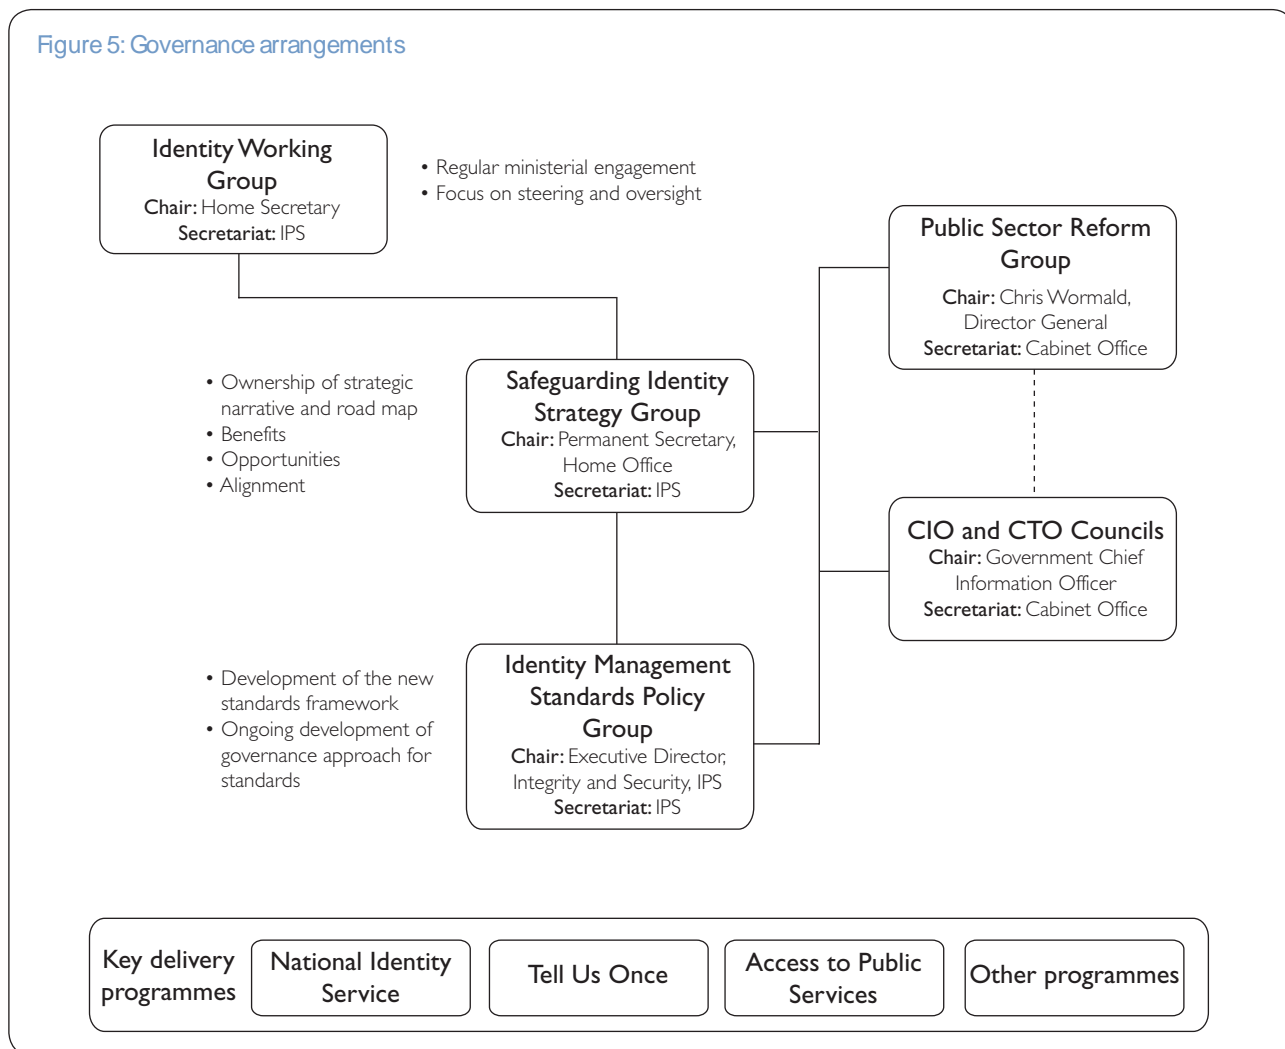 Figure 5: Governance arrangements
Identity Working
Group
Chair: Home Secretary
Secretariat: IPS
• Regular ministerial engagement
• Focus on steering and oversight
Public Sector Reform
Group
Chair: Chris Wormald,
Director General
Secretariat: Cabinet Office
• Ownership of strategic
narrative and road map
• Benefits
• Opportunities
• Alignment
Safeguarding Identity
Strategy Group
Chair: Permanent Secretary,
Home Office
Secretariat: IPS
CIO and CTO Councils
Chair: Government Chief
Information Officer
Secretariat: Cabinet Office
• Development of the new
standards framework
• Ongoing development of
governance approach for
standards
Identity Management
Standards Policy
Group
Chair: Executive Director,
Integrity and Security, IPS
Secretariat: IPS
Key delivery
programmes
National Identity
Service
Tell Us Once
Access to Public
Services
Other programmes